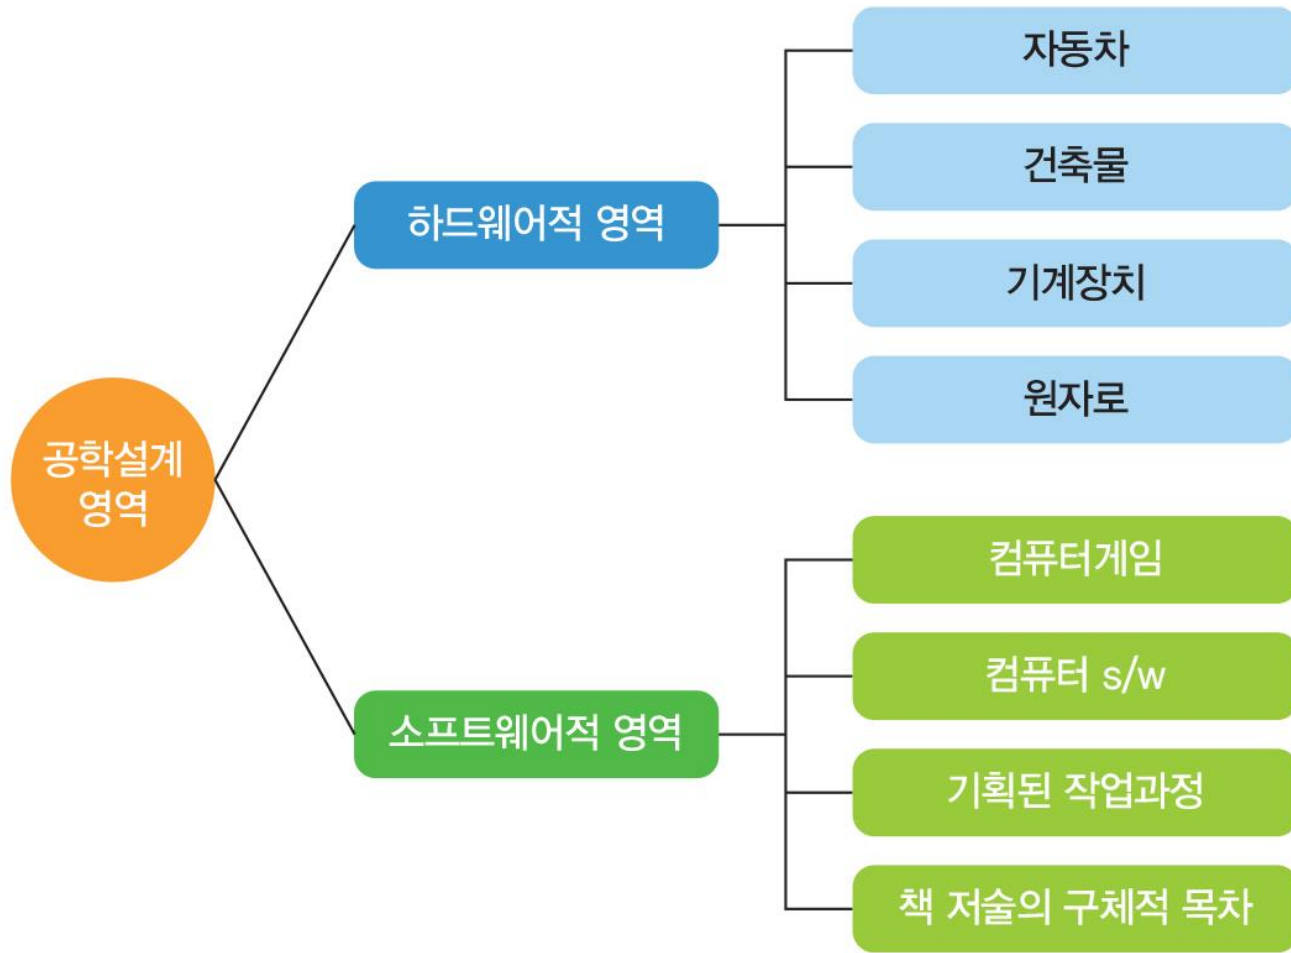 공학설계
영역
하드웨어적 영역
자동차
건축물
기계장치
원자로
소프트웨어적 영역
컴퓨터게임
컴퓨터 s/w
기획된 작업과정
책 저술의 구체적 목차